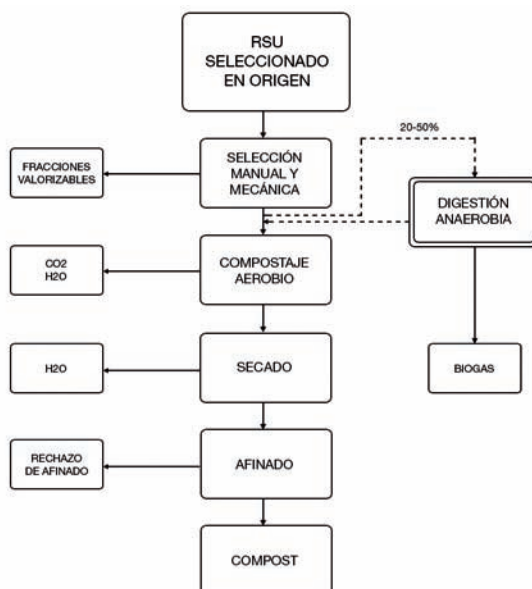 RSU
SELECCIONADO
EN ORIGEN
20-50%
FRACCIONES
VALORIZABLES
SELECCIÓN
MANUAL Y
MECÁNICA
DIGESTIÓN
ANAEROBIA
CO2
H2O
COMPOSTAJE
AEROBIO
H2O
SECADO
BIOGAS
RECHAZO
DE AFINADO
AFINADO
COMPOST